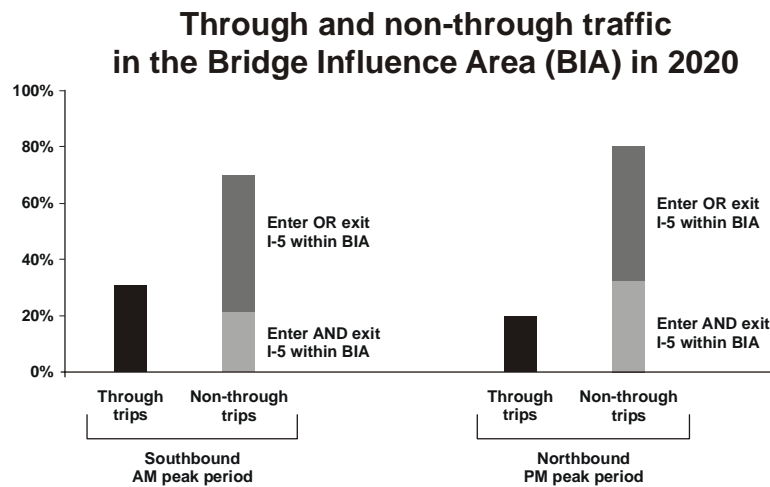 Through and non-through traffic
in the Bridge Influence Area (BIA) in 2020
100%
80%
60%
40%
20%
0%
Enter OR exit
I-5 within BIA
Enter AND exit
I-5 within BIA
Enter OR exit
I-5 within BIA
Enter AND exit
I-5 within BIA
Through
trips
Non-through
trips
Through
trips
Non-through
trips
Southbound
AM peak period
Northbound
PM peak period